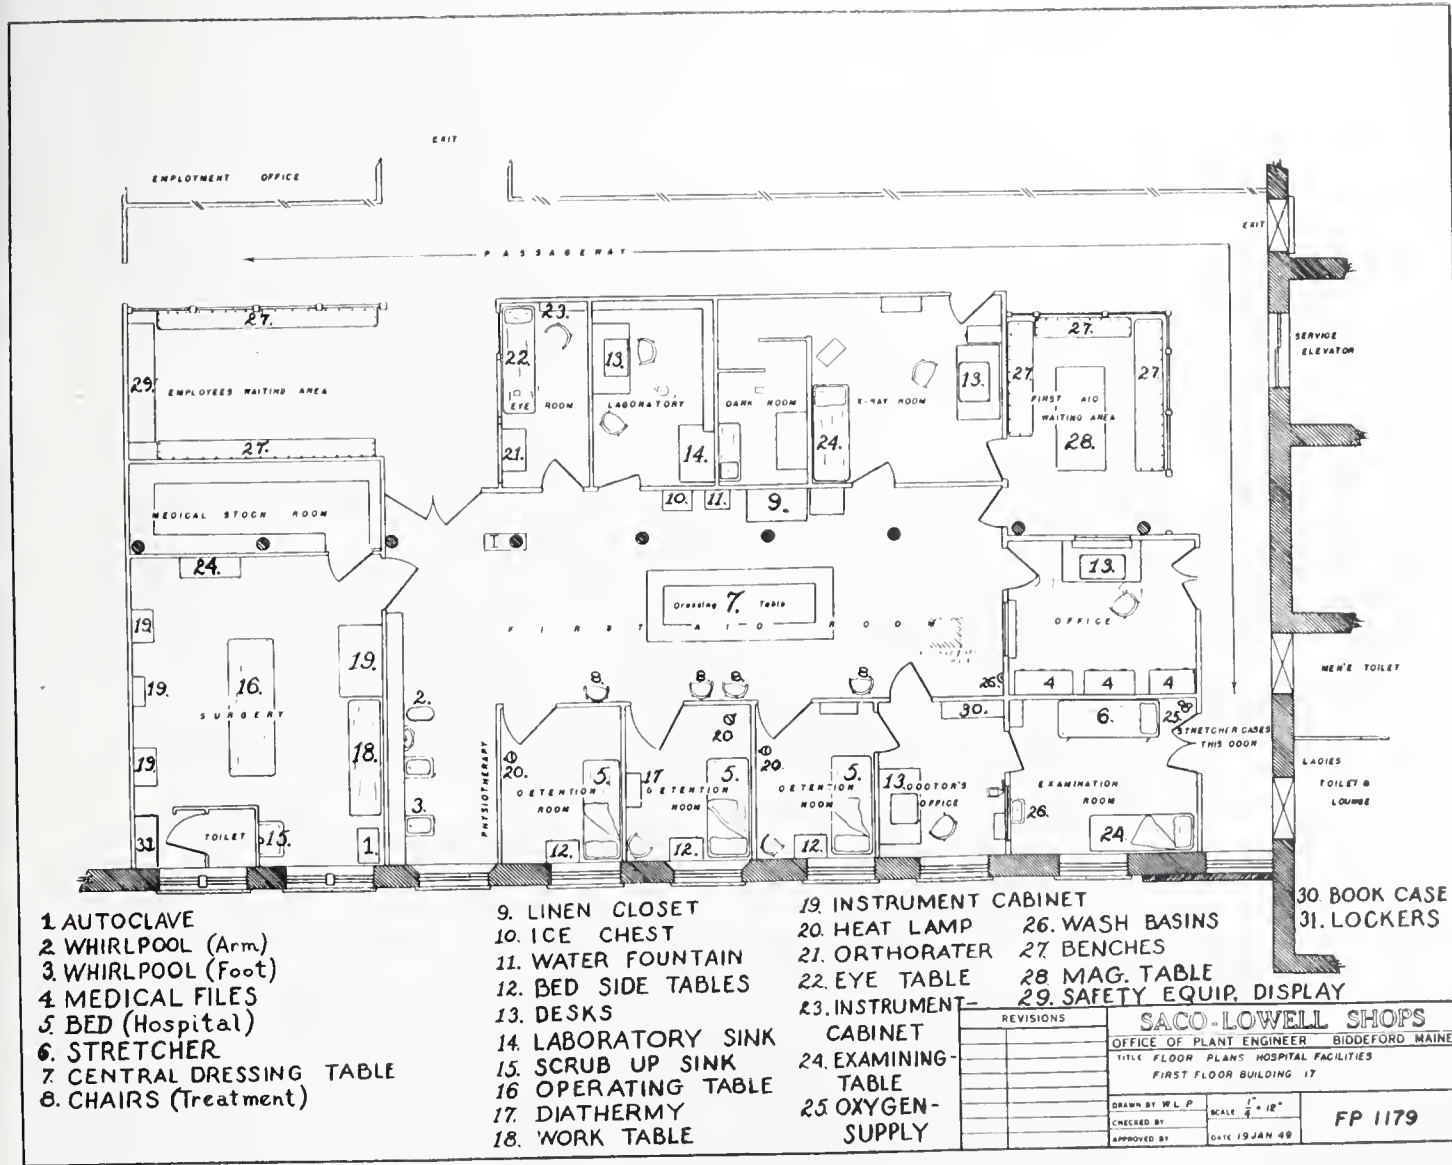 EXIT
EMPLOYMENT OFFICE
EXIT
PASSAGEWAY
SERVICE
ELEVATOR
27.
29.
EMPLOYEES WAITING AREA
27.
23.
22.
EYE ROOM
21.
13.
LABORATORY
14.
DARK ROOM
X-RAY ROOM
24.
13.
27.
27.
27.
FIRST AID
WAITING AREA
28.
10.
11.
9.
MEDICAL STOCK ROOM
24.
1
Dressing 7. Table
FIRST AID ROOM
13.
OFFICE
4
4
4
MEN'S TOILET
19.
19.
16.
SURGERY
19.
18.
19.
31
TOILET
15.
1.
2.
3.
PHYSIOTHERAPY
8.
8.
8.
8.
26.
30.
20.
5.
DETENTION
ROOM
12.
20
17
5.
DETENTION
ROOM
12.
20.
5.
DETENTION
ROOM
12.
13.
DOCTOR'S
OFFICE
6.
25.
STRETCHER CASES
THIS DOOR
EXAMINATION
ROOM
26.
24.
LADIES
TOILET &
LOUNGE
1. AUTOCLAVE
2. WHIRLPOOL (Arm)
3. WHIRLPOOL (Foot)
4. MEDICAL FILES
5. BED (Hospital)
6. STRETCHER
7. CENTRAL DRESSING TABLE
8. CHAIRS (Treatment)
9. LINEN CLOSET
10. ICE CHEST
11. WATER FOUNTAIN
12. BED SIDE TABLES
13. DESKS
14. LABORATORY SINK
15. SCRUB UP SINK
16 OPERATING TABLE
17. DIATHERMY
18. WORK TABLE
19. INSTRUMENT CABINET
20. HEAT LAMP
21. ORTHORATER
22. EYE TABLE
23. INSTRUMENT-
CABINET
24. EXAMINING-
TABLE
25. OXYGEN-
SUPPLY
26. WASH BASINS
27. BENCHES
28. MAG. TABLE
29. SAFETY EQUIP. DISPLAY
30. BOOK CASE
31. LOCKERS
REVISIONS
SACO-LOWELL SHOPS
OFFICE OF PLANT ENGINEER BIDDEFORD MAINE
TITLE FLOOR PLANS HOSPITAL FACILITIES
FIRST FLOOR BUILDING 17
DRAWN BY W.L.P
CHECKED BY
APPROVED BY
SCALE 1"/4 = 12"
DATE 19 JAN 49
FP 1179